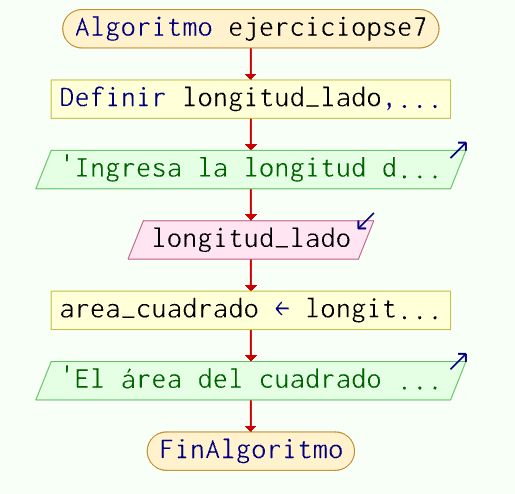 Algoritmo ejerciciopse7
Definir longitud_lado,...
'Ingresa la longitud d...
longitud_lado
area_cuadrado ← longit...
'El área del cuadrado ...
FinAlgoritmo